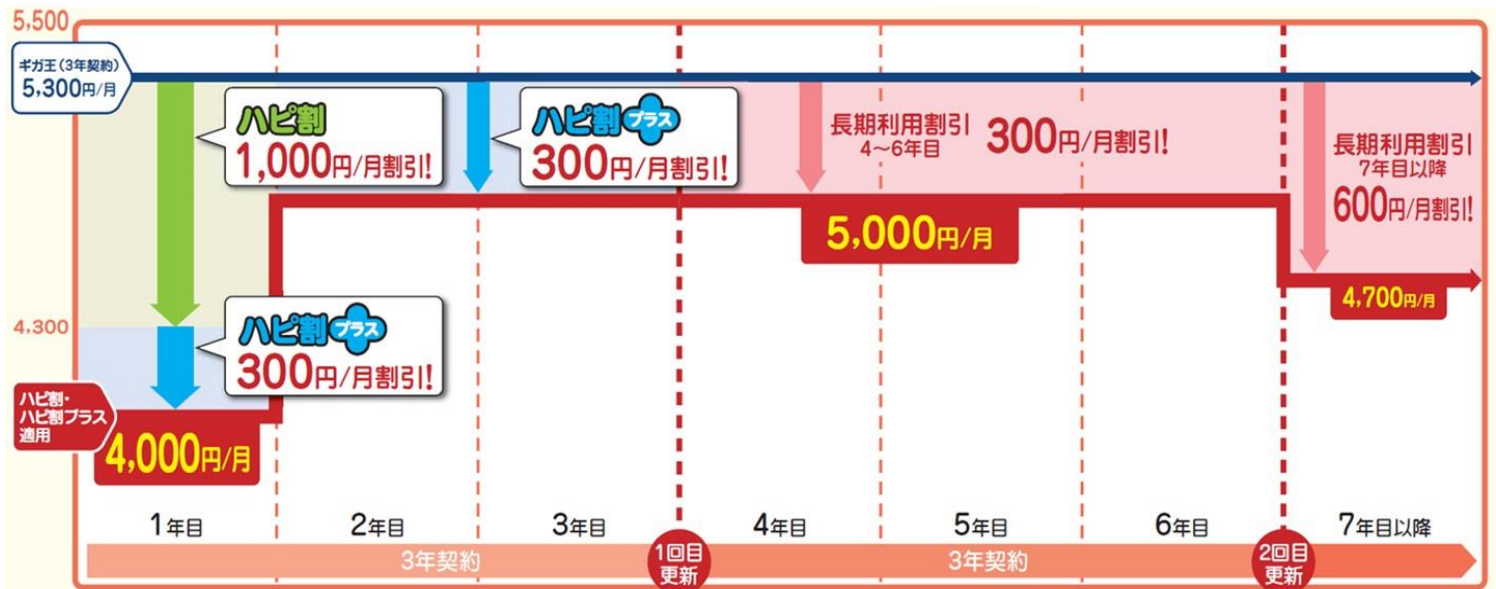 5,500
ギガ王(3年契約)
5,300円/月
ハピ割
1,000円/月割引!
ハピ割プラス
300円/月割引!
長期利用割引
4~6年目
300円/月割引!
長期利用割引
7年目以降
600円/月割引!
5,000円/月
4,700円/月
4,300
ハピ割プラス
300円/月割引!
ハピ割・
ハピ割プラス
適用
4,000円/月
1年目
2年目
3年目
4年目
5年目
6年目
7年目以降
3年契約
1回目
更新
3年契約
2回目
更新